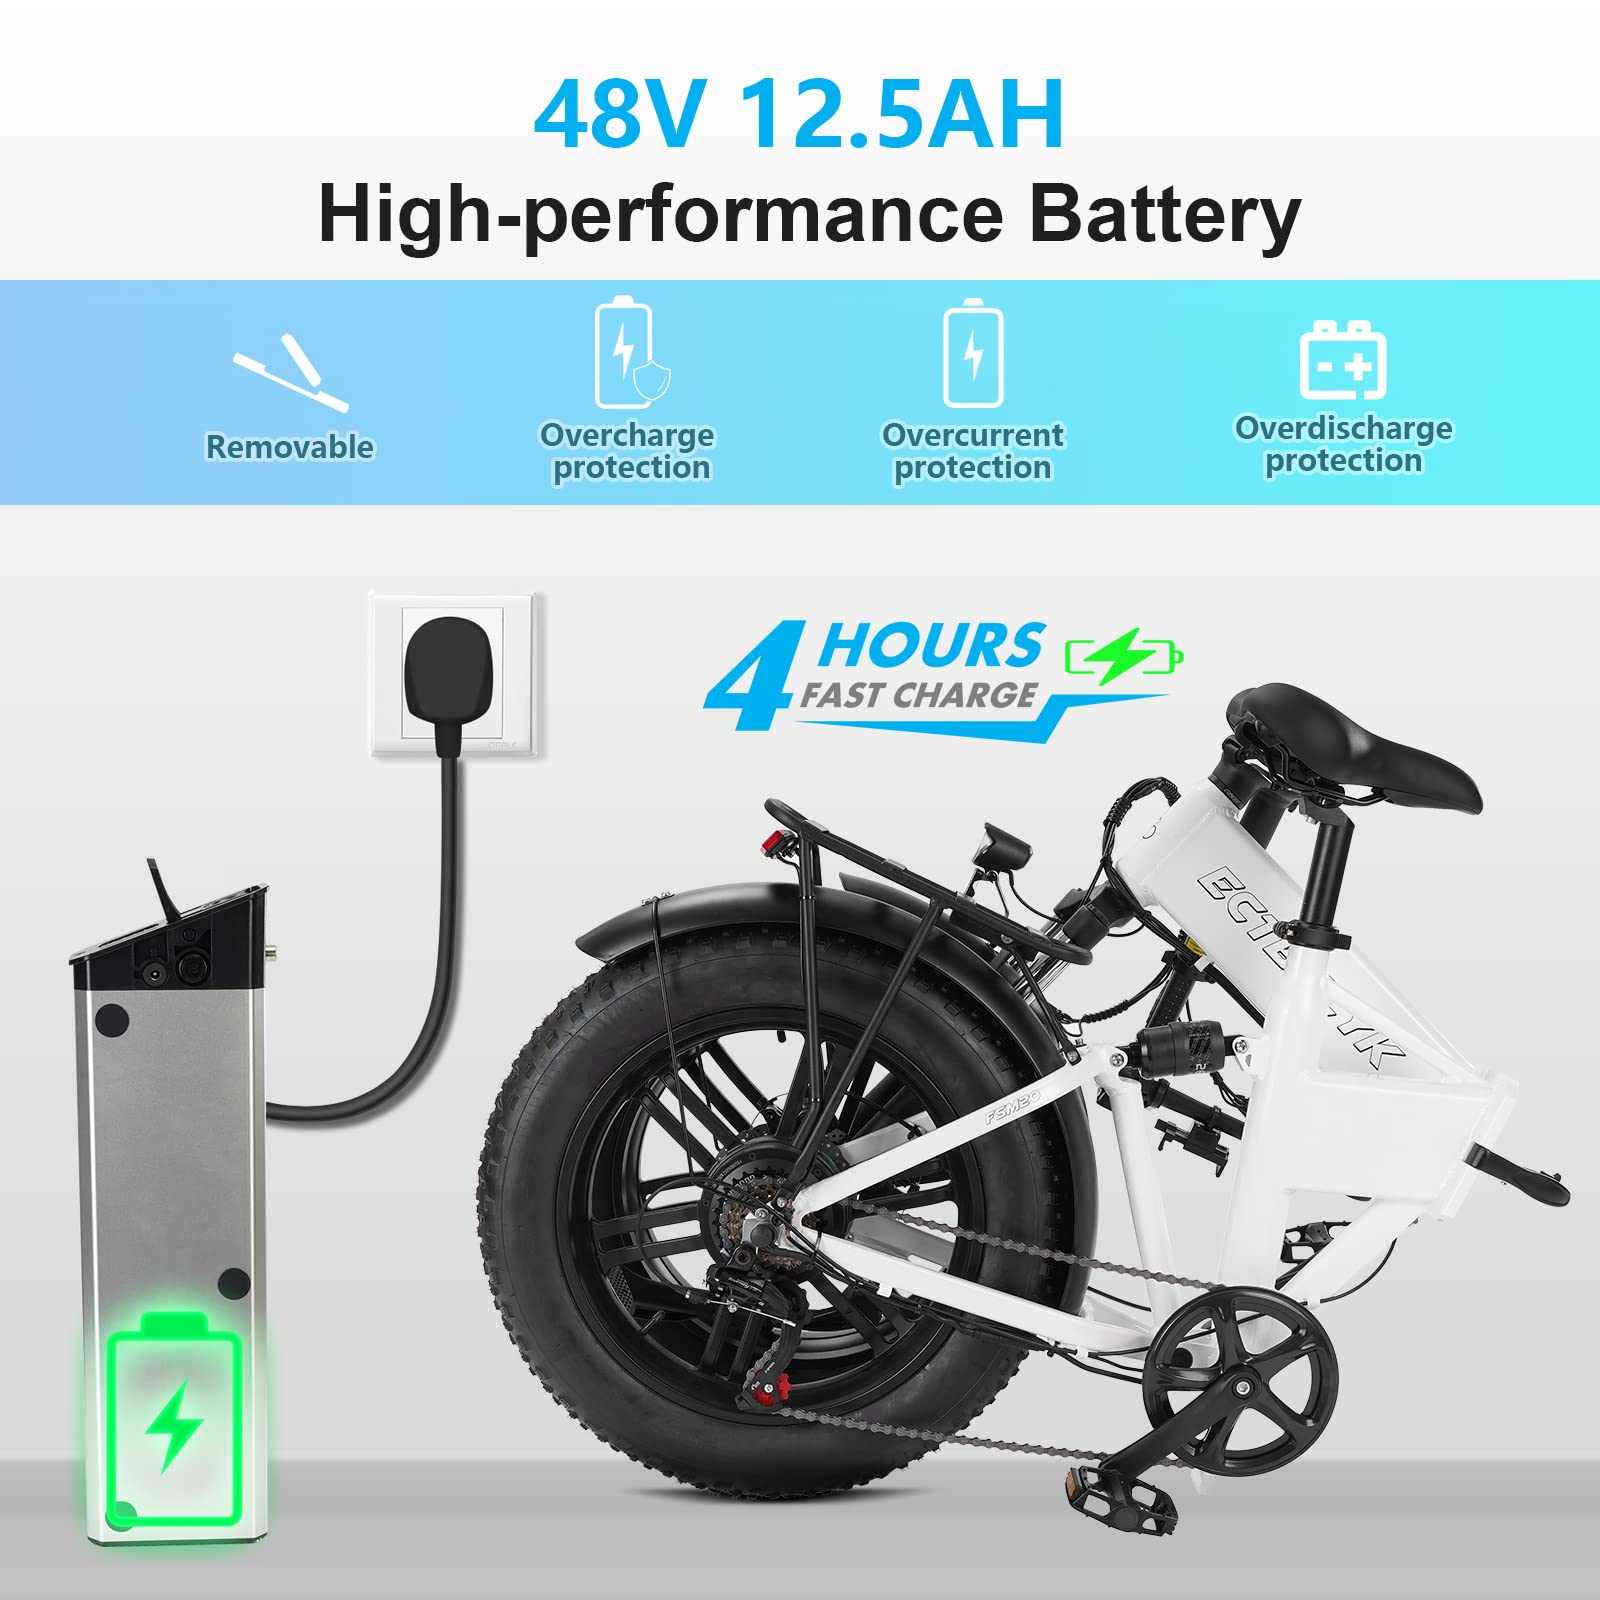 48V 12.5AH
High-performance Battery
Removable
Overcharge
protection
Overcurrent
protection
Overdischarge
protection
4 HOURS
FAST CHARGE
FSM20